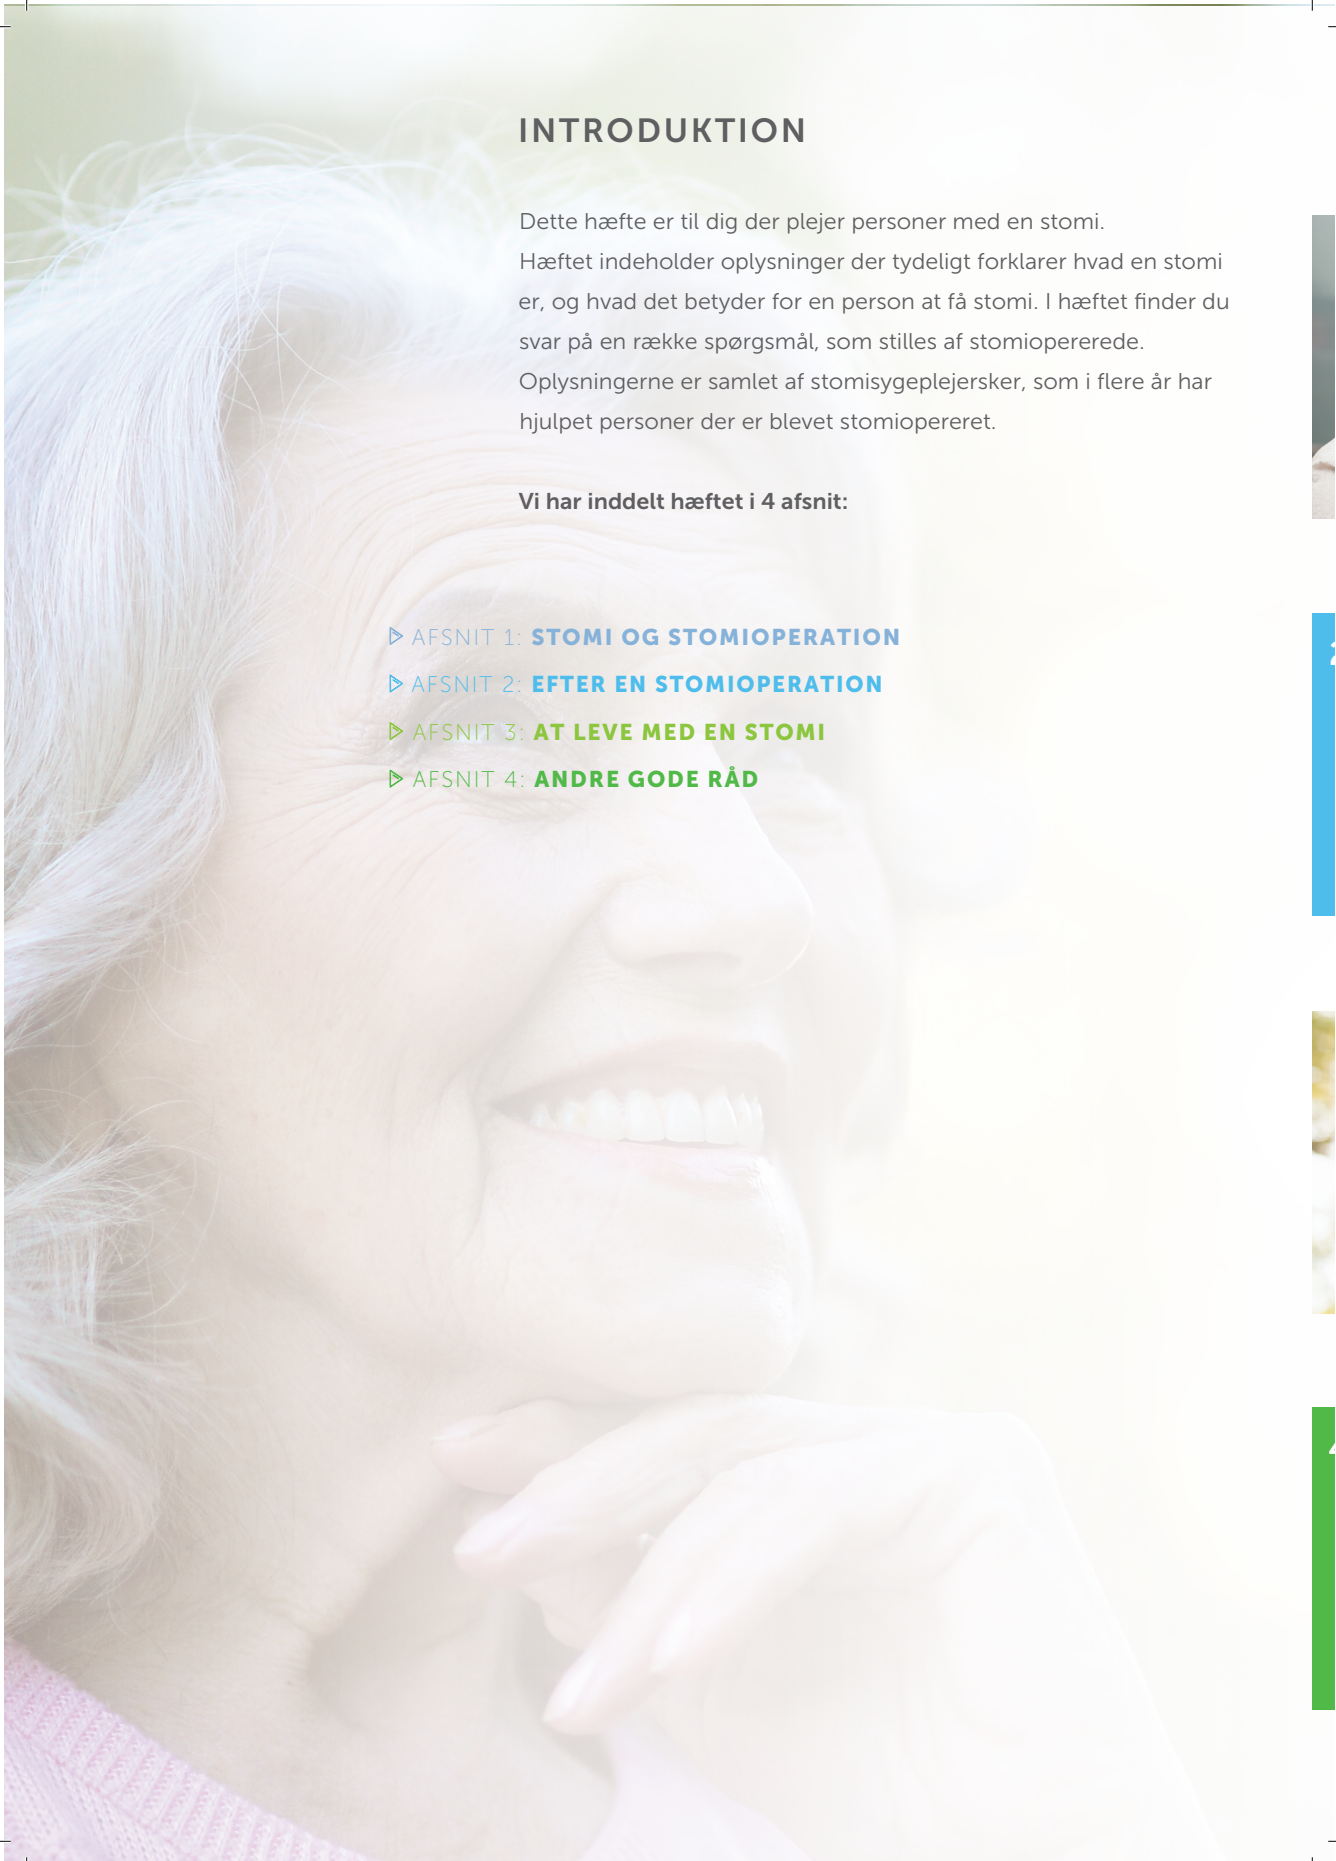 INTRODUKTION
Dette hæfte er til dig der plejer personer med en stomi.
Hæftet indeholder oplysninger der tydeligt forklarer hvad en stomi
er, og hvad det betyder for en person at få stomi. I hæftet finder du
svar på en række spørgsmål, som stilles af stomiopererede.
Oplysningerne er samlet af stomisygeplejersker, som i flere år har
hjulpet personer der er blevet stomiopereret.
Vi har inddelt hæftet i 4 afsnit:
AFSNIT 1: STOMI OG STOMIOPERATION
AFSNIT 2: EFTER EN STOMIOPERATION
AFSNIT 3: AT LEVE MED EN STOMI
AFSNIT 4: ANDRE GODE RÅD